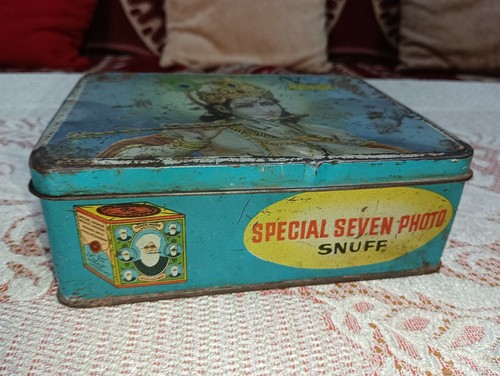 SPECIAL SEVEN PHOTO
SNUFF